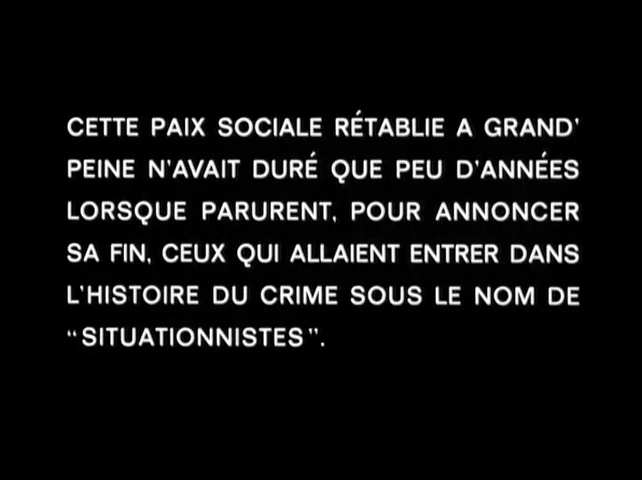 CETTE PAIX SOCIALE RÉTABLIE A GRAND'
PEINE N'AVAIT DURÉ QUE PEU D'ANNÉES
LORSQUE PARURENT, POUR ANNONCER
SA FIN, CEUX QUI ALLAIENT ENTRER DANS
L'HISTOIRE DU CRIME SOUS LE NOM DE
“SITUATIONNISTES”.